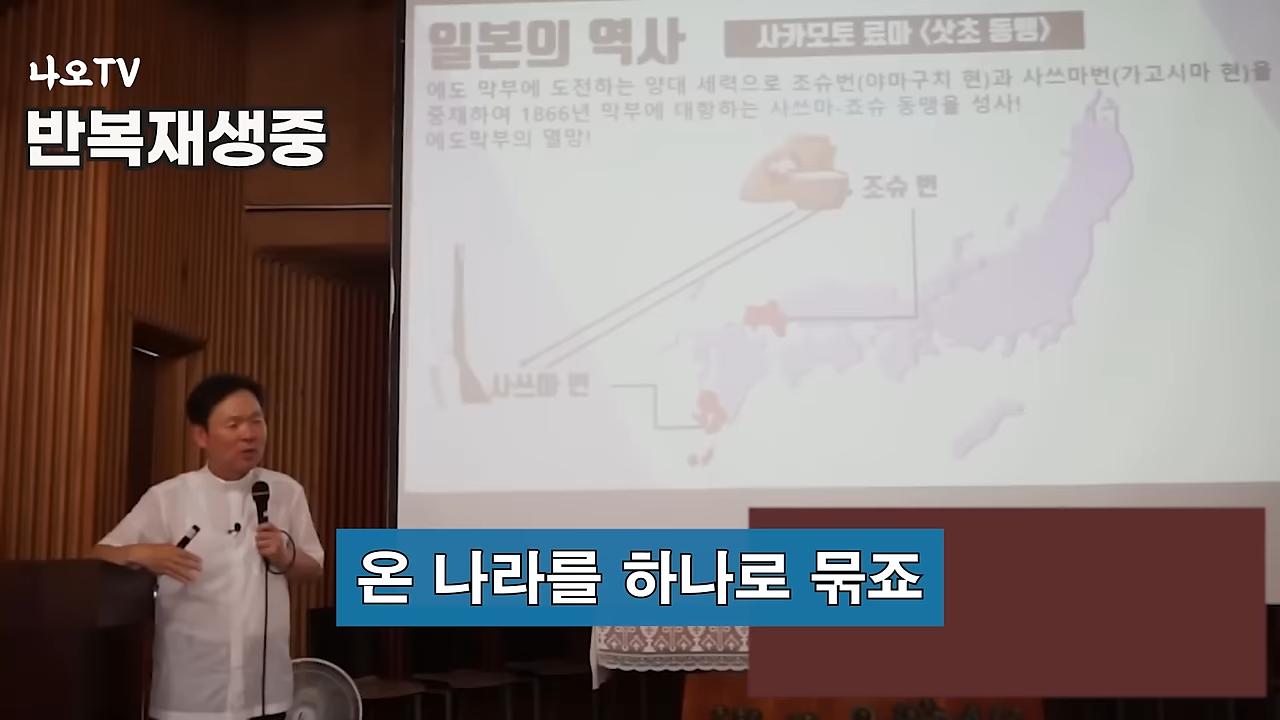 나오TV
반복재생중
일본의 역사
사카모토 료마 <삿초 동맹>
에도 막부에 도전하는 양대 세력으로 조슈번(야마구치 현)과 사쓰마번(가고시마 현)을
중재하여 1866년 막부에 대항하는 사쓰마-죠슈 동맹을 성사!
에도막부의 멸망!
조슈 번
사쓰마 번
온 나라를 하나로 묶죠